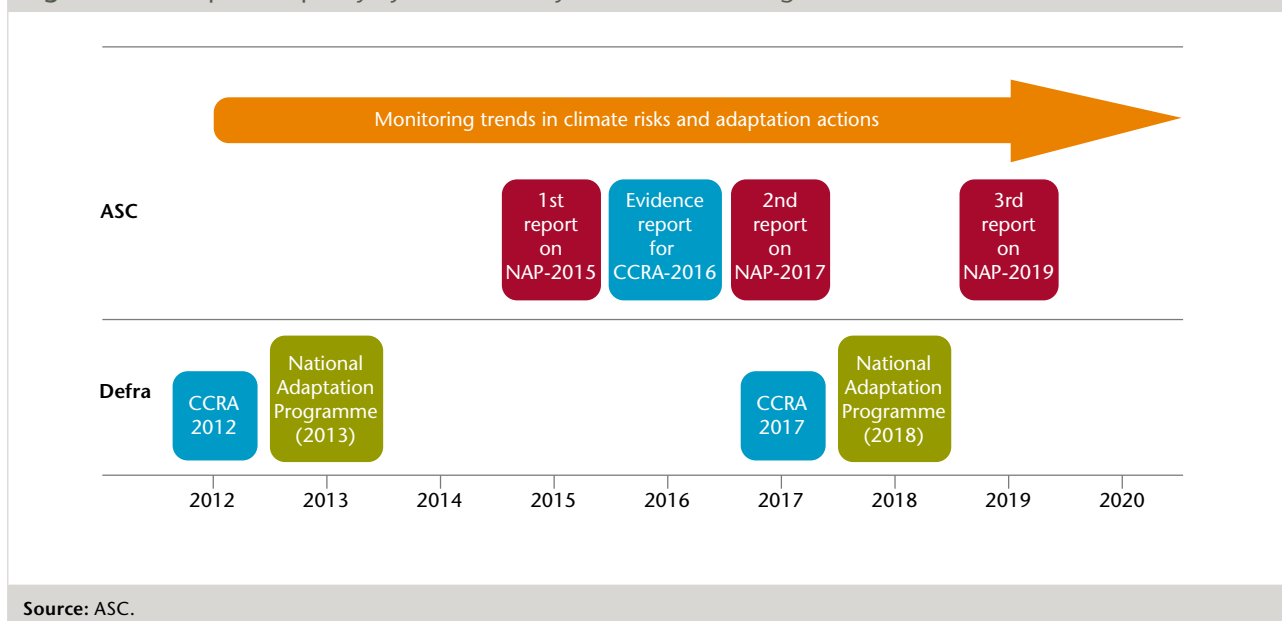 Monitoring trends in climate risks and adaptation actions
ASC
1st
report
on
NAP-2015
Evidence
report
for
CCRA-2016
2nd
report
on
NAP-2017
3rd
report
on
NAP-2019
Defra
CCRA
2012
National
Adaptation
Programme
(2013)
CCRA
2017
National
Adaptation
Programme
(2018)
2012 2013 2014 2015 2016 2017 2018 2019 2020
Source: ASC.